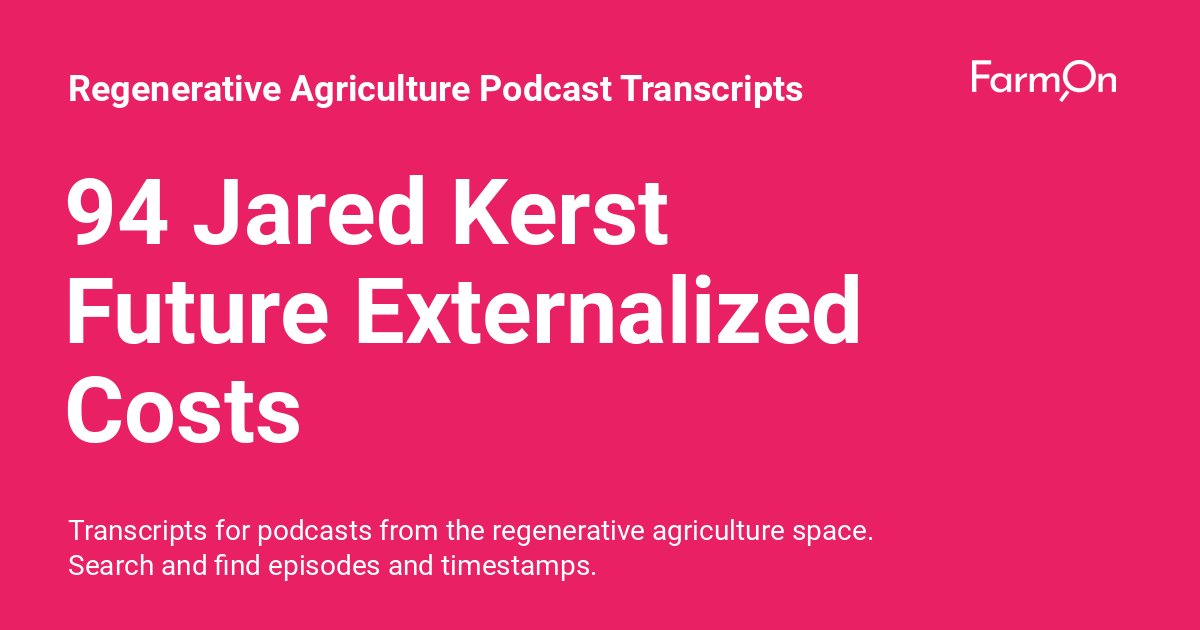 Regenerative Agriculture Podcast Transcripts
FarmOn
94 Jared Kerst
Future Externalized
Costs
Transcripts for podcasts from the regenerative agriculture space.
Search and find episodes and timestamps.